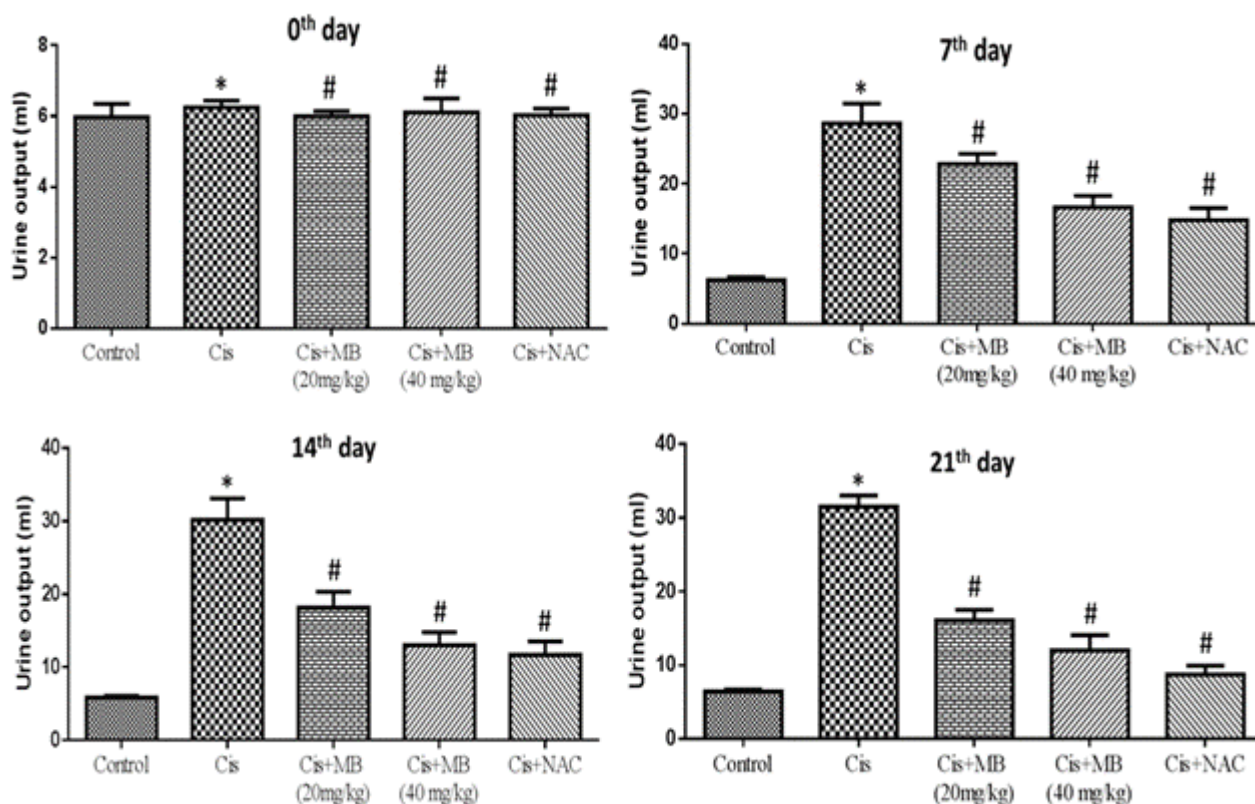 0th day
Urine output (ml)
8
6
4
2
0
* # # #
Control Cis Cis+MB Cis+MB Cis+NAC
(20mg/kg) (40 mg/kg)
7th day
Urine output (ml)
40
30
20
10
0
* # # #
Control Cis Cis+MB Cis+MB Cis+NAC
(20mg/kg) (40 mg/kg)
14th day
Urine output (ml)
40
30
20
10
0
* # # #
Control Cis Cis+MB Cis+MB Cis+NAC
(20mg/kg) (40 mg/kg)
21th day
Urine output (ml)
40
30
20
10
0
* # # #
Control Cis Cis+MB Cis+MB Cis+NAC
(20mg/kg) (40 mg/kg)